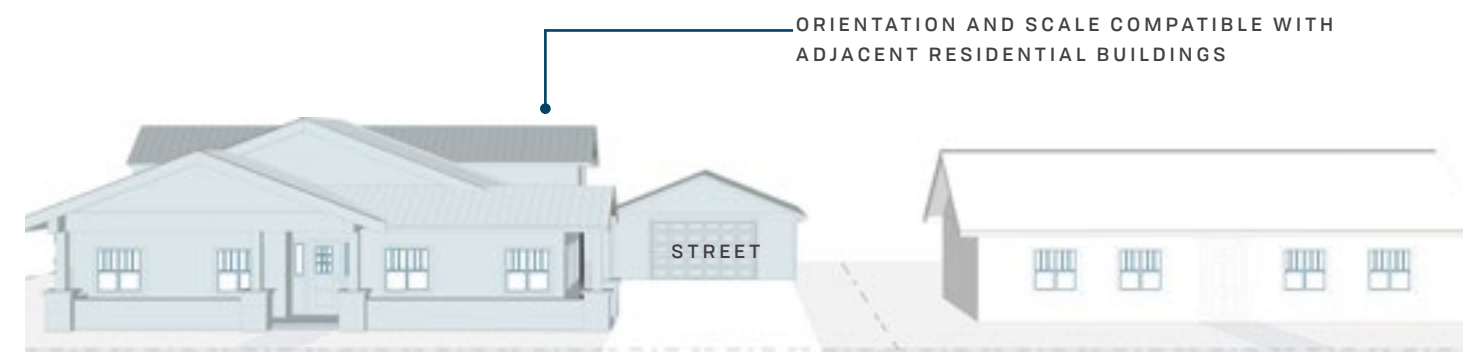 ORIENTATION AND SCALE COMPATIBLE WITH
ADJACENT RESIDENTIAL BUILDINGS
STREET